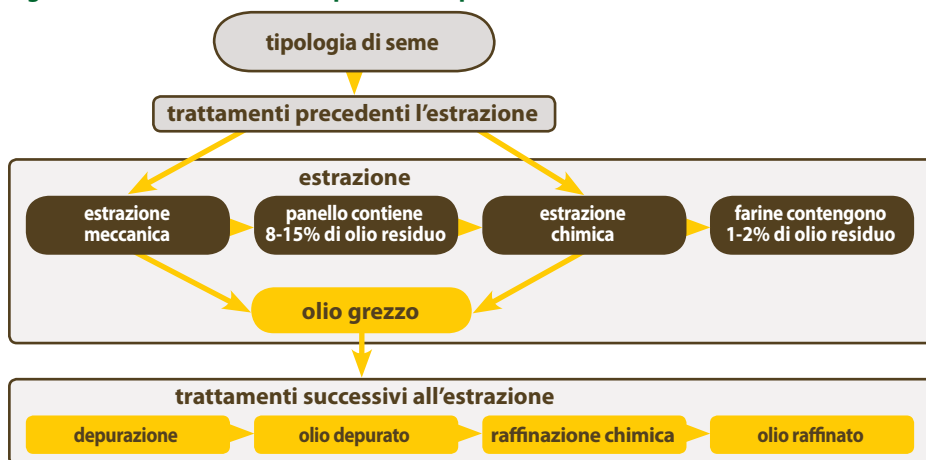 tipologia di seme
trattamenti precedenti l'estrazione
estrazione
estrazione
meccanica
panello contiene
8-15% di olio residuo
estrazione
chimica
farine contengono
1-2% di olio residuo
olio grezzo
trattamenti successivi all'estrazione
depurazione
olio depurato
raffinazione chimica
olio raffinato